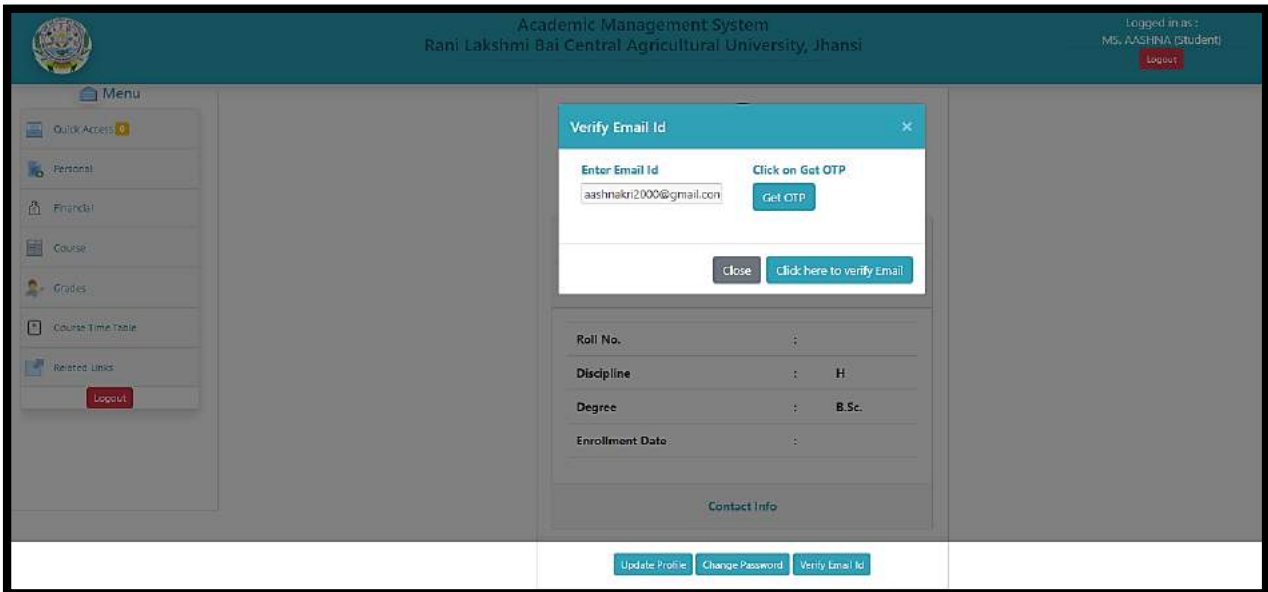 Academic Management System
Rani Lakshmi Bai Central Agricultural University, Jhansi
Logged in as :
MS. AASHNA (Student)
Logout
Menu
Quick Access 0
Personal
Financial
Course
Grades
Course Time Table
Related Links
Logout
Verify Email Id ×
Enter Email Id Click on Get OTP
aashnakri2000@gmail.con Get OTP
Close Click here to verify Email
Roll No. :
Discipline : H
Degree : B.Sc.
Enrollment Date :
Contact Info
Update Profile Change Password Verify Email Id